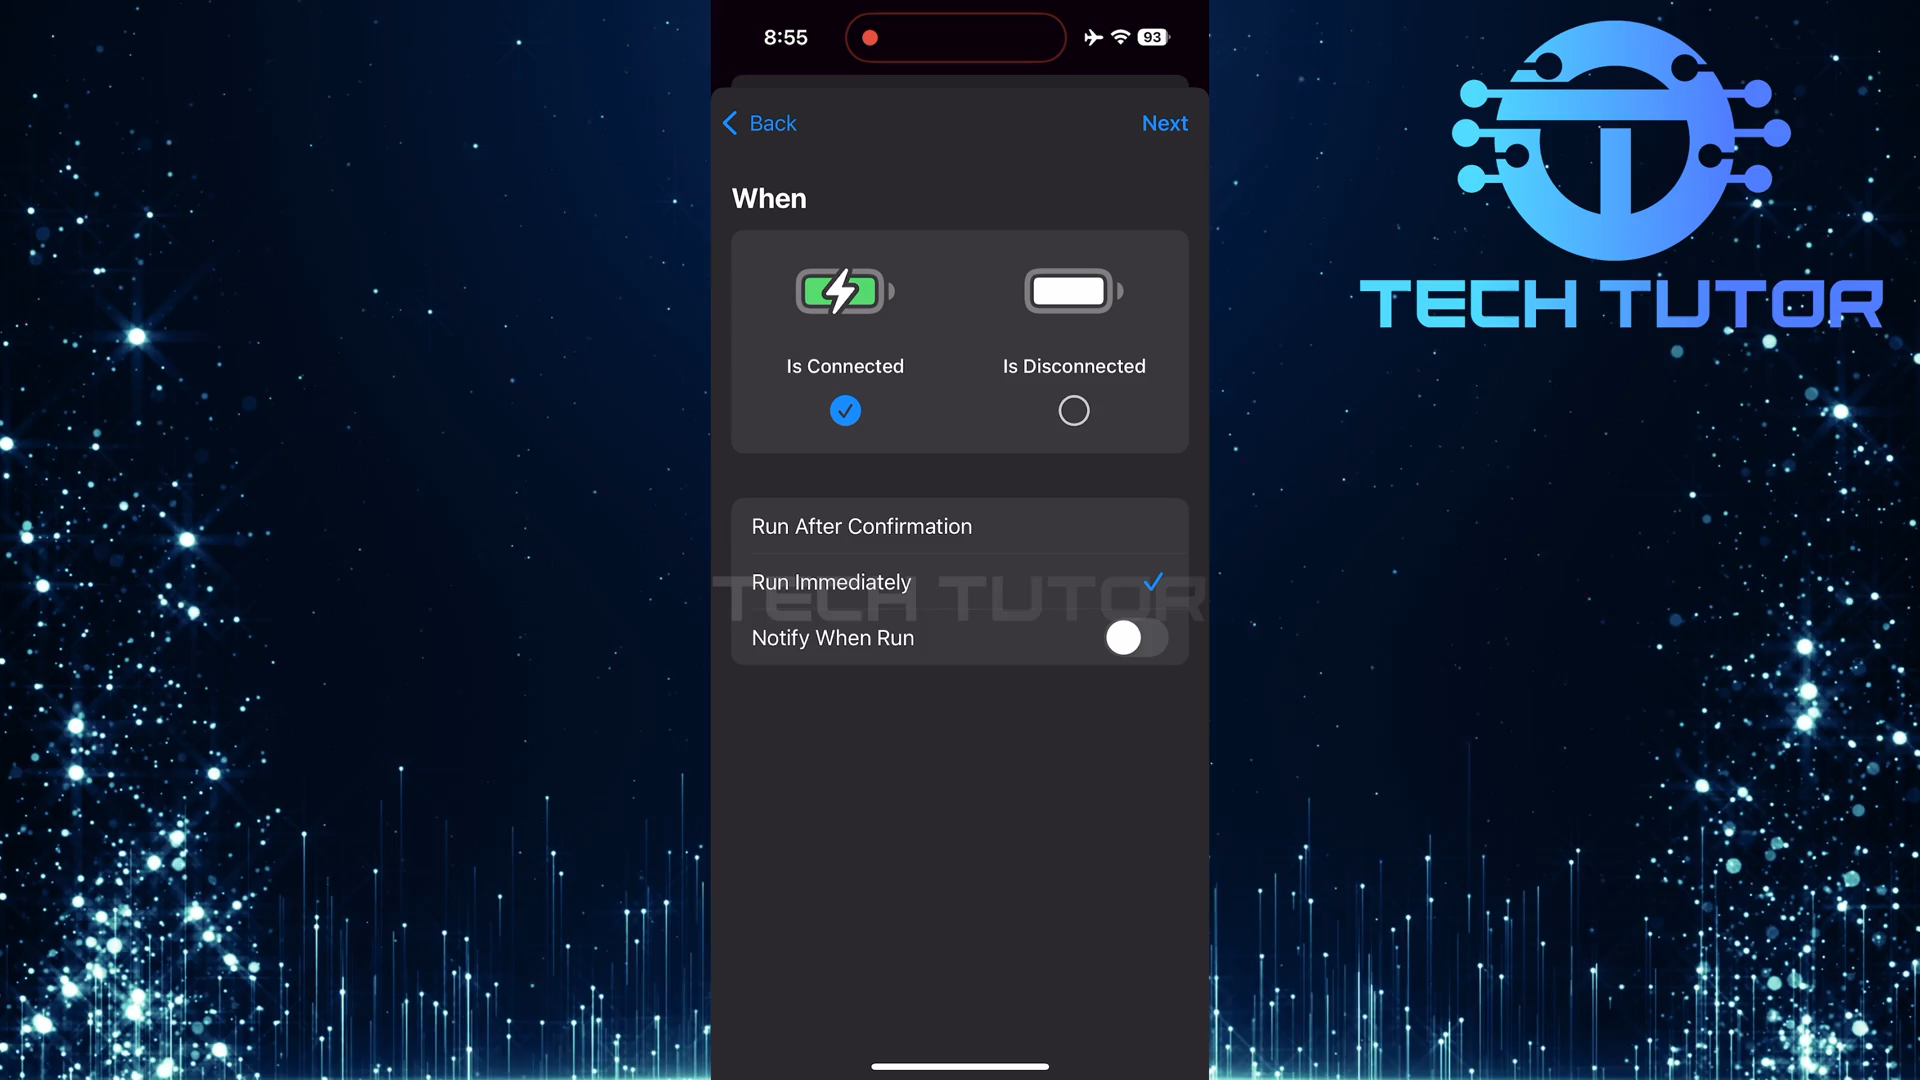 8:55
93
Back
Next
When
Is Connected
Is Disconnected
Run After Confirmation
Run Immediately
Notify When Run
TECH TUTOR
TECH TUTOR